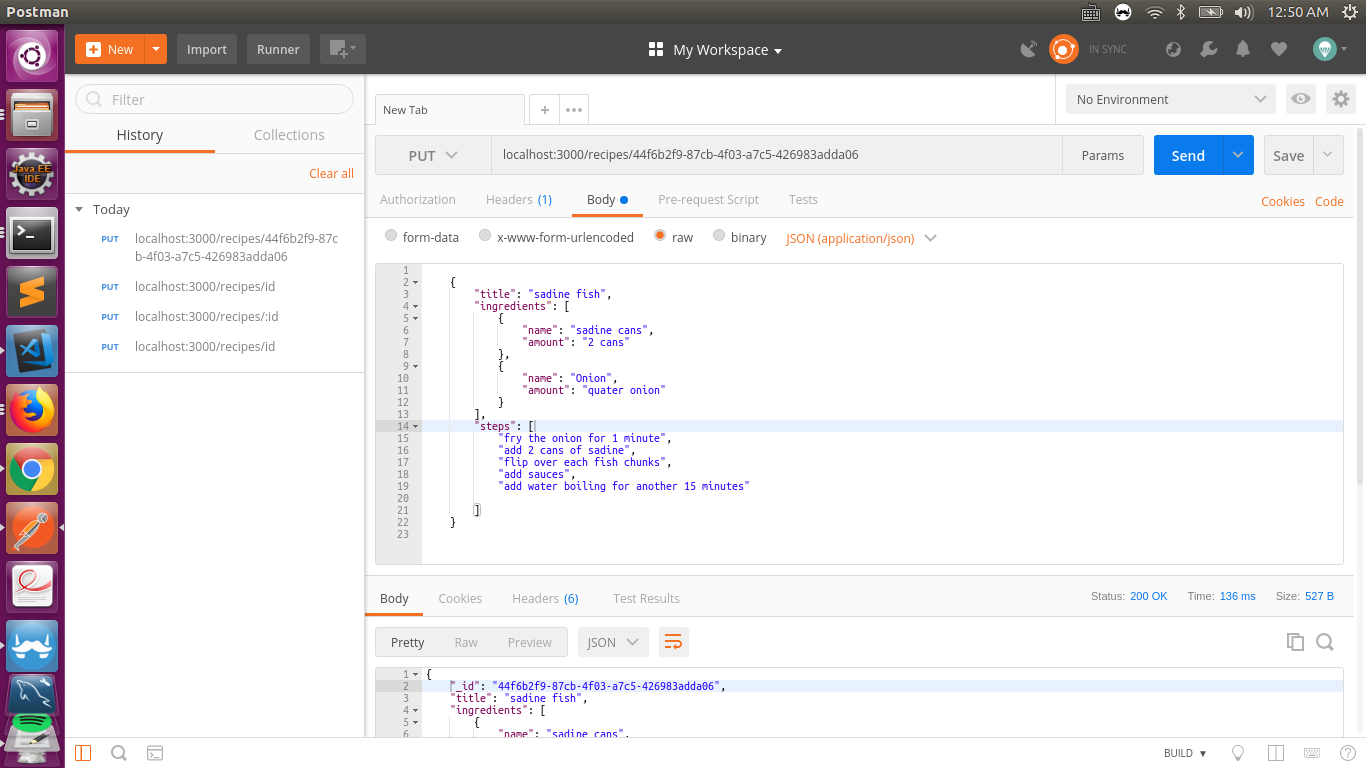 Postman
12:50 AM
New
Import
Runner
My Workspace
IN SYNC
Filter
History
Collections
Clear all
Today
PUT localhost:3000/recipes/44f6b2f9-87c
b-4f03-a7c5-426983adda06
PUT localhost:3000/recipes/id
PUT localhost:3000/recipes/:id
PUT localhost:3000/recipes/id
New Tab
No Environment
PUT
localhost:3000/recipes/44f6b2f9-87cb-4f03-a7c5-426983adda06
Params
Send
Save
Authorization
Headers (1)
Body
Pre-request Script
Tests
Cookies
Code
form-data
x-www-form-urlencoded
raw
binary
JSON (application/json)
1
2 {
3 "title": "sadine fish",
4 "ingredients": [
5 {
6 "name": "sadine cans",
7 "amount": "2 cans"
8 },
9 {
10 "name": "Onion",
11 "amount": "quater onion"
12 }
13 ],
14 "steps": [
15 "fry the onion for 1 minute",
16 "add 2 cans of sadine",
17 "flip over each fish chunks",
18 "add sauces",
19 "add water boiling for another 15 minutes"
20
21 ]
22 }
23
Body
Cookies
Headers (6)
Test Results
Status: 200 OK
Time: 136 ms
Size: 527 B
Pretty
Raw
Preview
JSON
1 {
2 "_id": "44f6b2f9-87cb-4f03-a7c5-426983adda06",
3 "title": "sadine fish",
4 "ingredients": [
5 {
6 "name": "sadine cans",
BUILD
Java EE
IDE